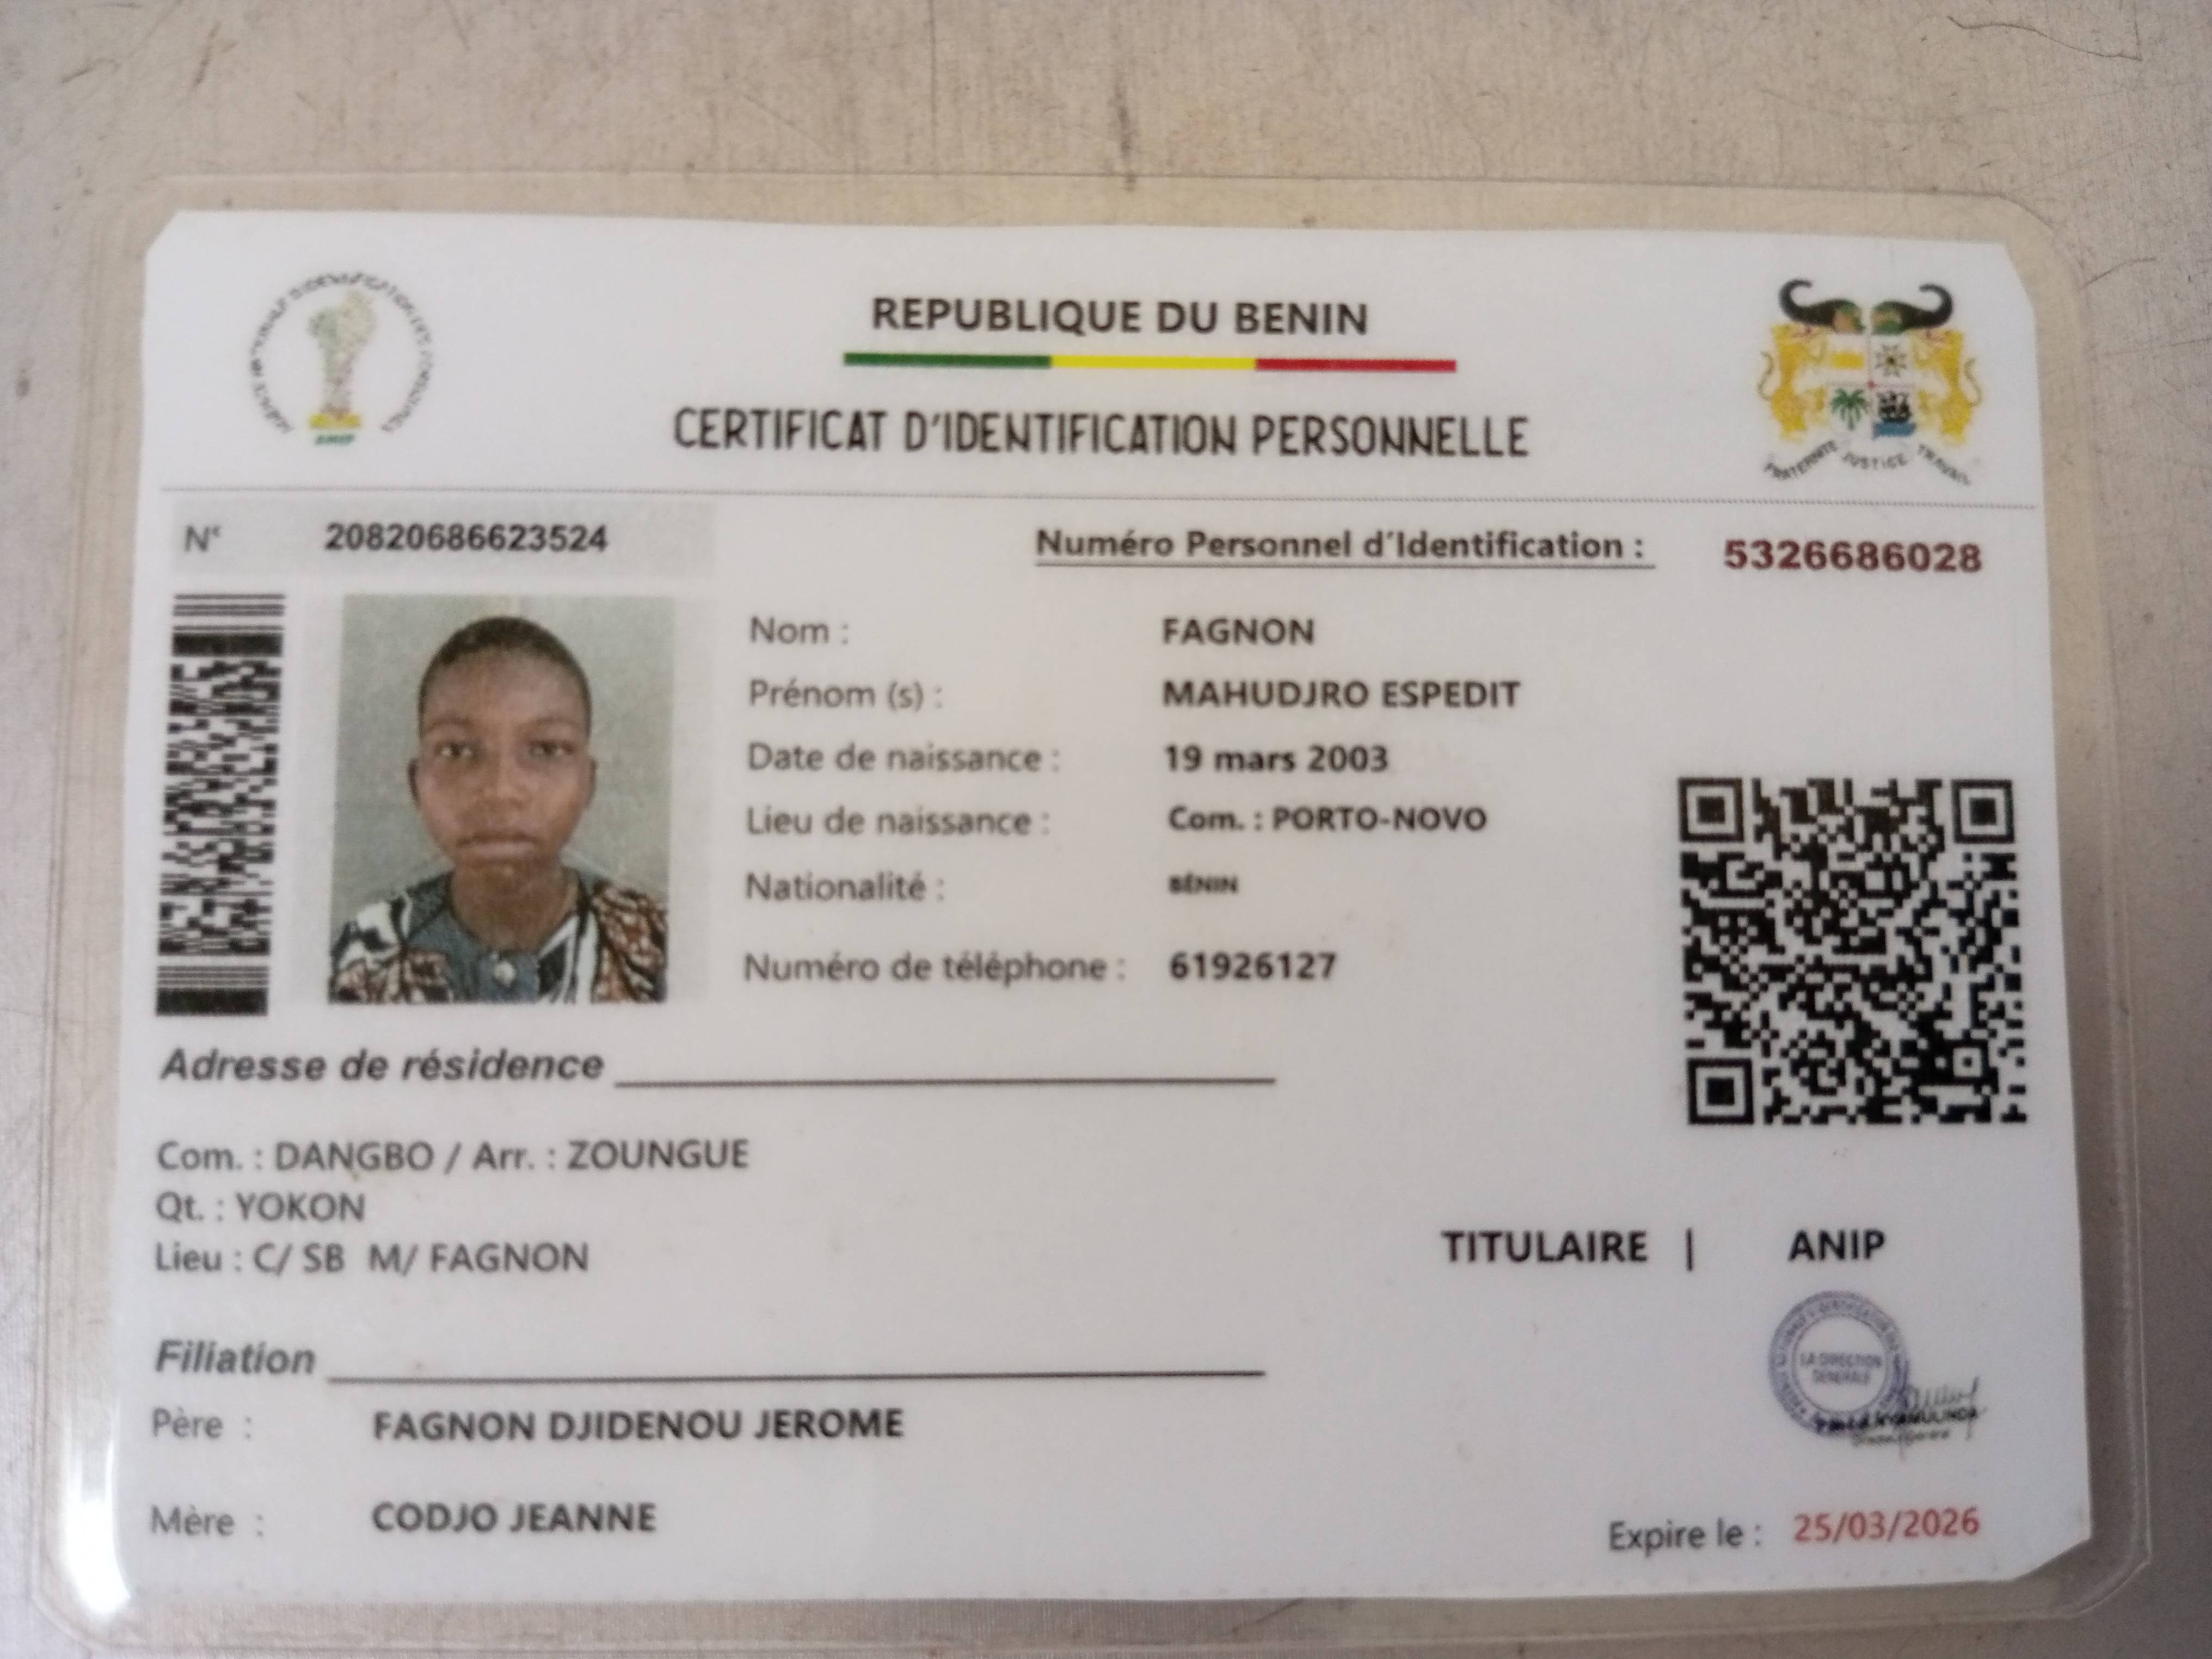 REPUBLIQUE DU BENIN
CERTIFICAT D'IDENTIFICATION PERSONNELLE
ANIP
FRATERNITE JUSTICE TRAVAIL
N° 20820686623524
Numéro Personnel d'Identification : 5326686028
Nom : FAGNON
Prénom (s) : MAHUDJRO ESPEDIT
Date de naissance : 19 mars 2003
Lieu de naissance : Com. : PORTO-NOVO
Nationalité : BÉNIN
Numéro de téléphone : 61926127
Adresse de résidence
Com. : DANGBO / Arr. : ZOUNGUE
Qt. : YOKON
Lieu : C/ SB M/ FAGNON
TITULAIRE | ANIP
LA DIRECTION
GENERALE
Filiation
Père : FAGNON DJIDENOU JEROME
Mère : CODJO JEANNE
Expire le : 25/03/2026